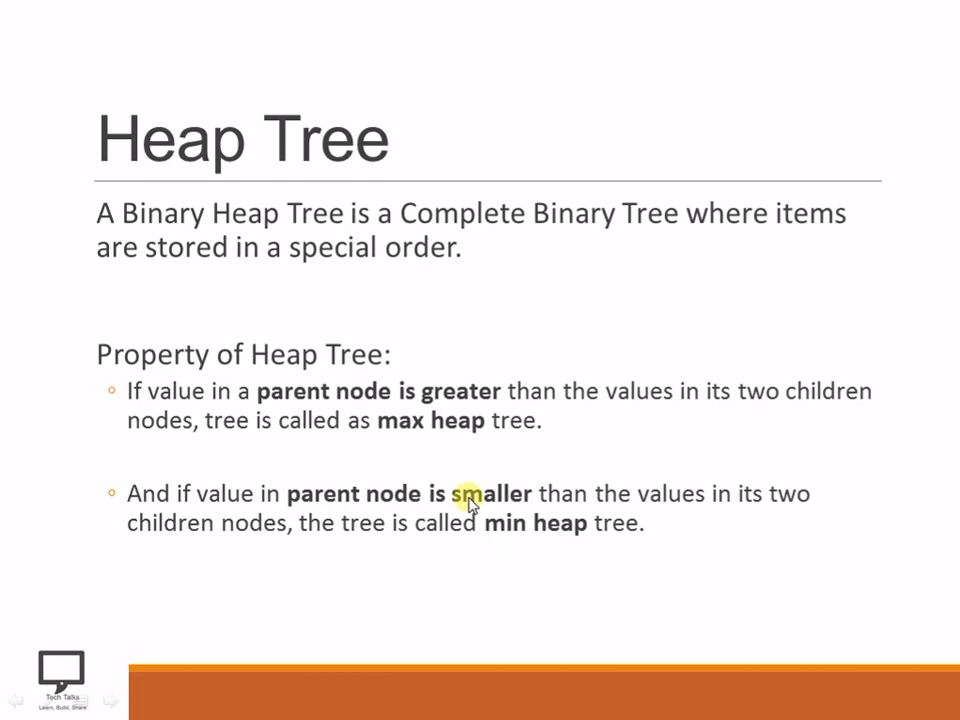 Heap Tree
A Binary Heap Tree is a Complete Binary Tree where items
are stored in a special order.
Property of Heap Tree:
If value in a parent node is greater than the values in its two children
nodes, tree is called as max heap tree.
And if value in parent node is smaller than the values in its two
children nodes, the tree is called min heap tree.
Tech Talks
Learn, Build, Share